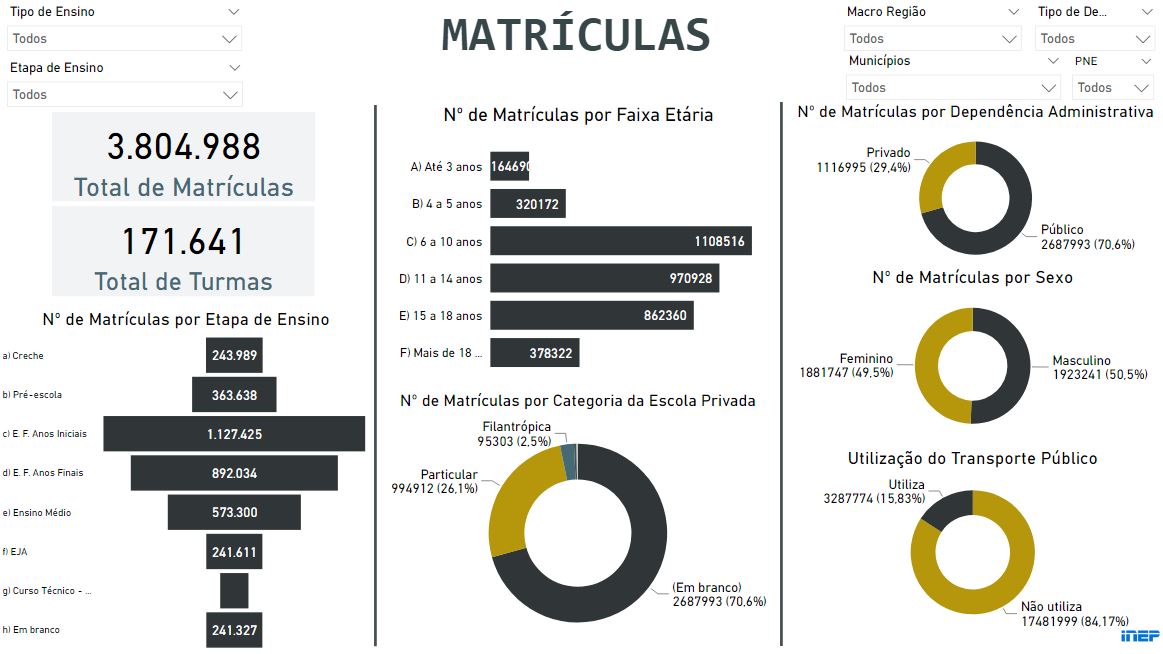 Tipo de Ensino
Todos
Etapa de Ensino
Todos
MATRÍCULAS
Macro Região
Tipo de De...
Todos
Todos
Municípios
PNE
Todos
Todos
3.804.988
Total de Matrículas
171.641
Total de Turmas
Nº de Matrículas por Etapa de Ensino
a) Creche
243.989
b) Pré-escola
363.638
c) E. F. Anos Iniciais
1.127.425
d) E. F. Anos Finais
892.034
e) Ensino Médio
573.300
f) EJA
241.611
g) Curso Técnico - ...
h) Em branco
241.327
Nº de Matrículas por Faixa Etária
A) Até 3 anos
164690
B) 4 a 5 anos
320172
C) 6 a 10 anos
1108516
D) 11 a 14 anos
970928
E) 15 a 18 anos
862360
F) Mais de 18 ...
378322
Nº de Matrículas por Categoria da Escola Privada
Filantrópica
95303 (2,5%)
Particular
994912 (26,1%)
(Em branco)
2687993 (70,6%)
Nº de Matrículas por Dependência Administrativa
Privado
1116995 (29,4%)
Público
2687993 (70,6%)
Nº de Matrículas por Sexo
Feminino
1881747 (49,5%)
Masculino
1923241 (50,5%)
Utilização do Transporte Público
Utiliza
3287774 (15,83%)
Não utiliza
17481999 (84,17%)
inep